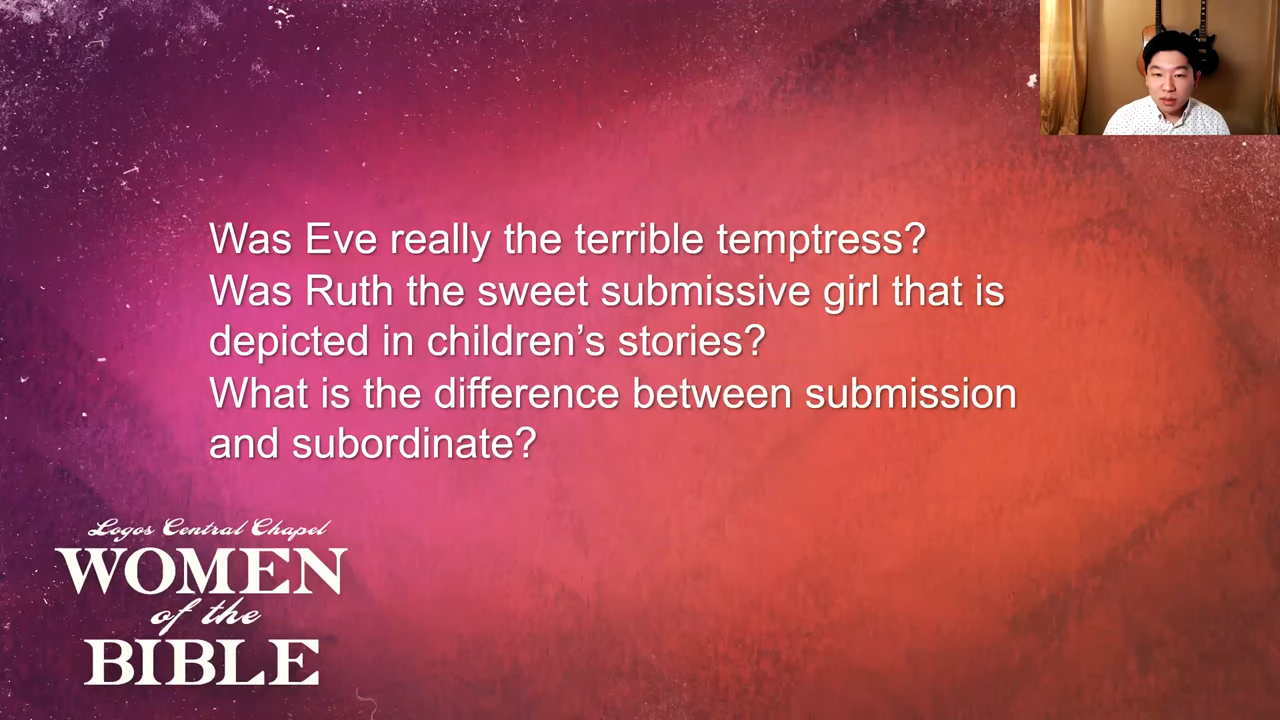 Was Eve really the terrible temptress?
Was Ruth the sweet submissive girl that is
depicted in children’s stories?
What is the difference between submission
and subordinate?
Logos Central Chapel
WOMEN
of the
BIBLE